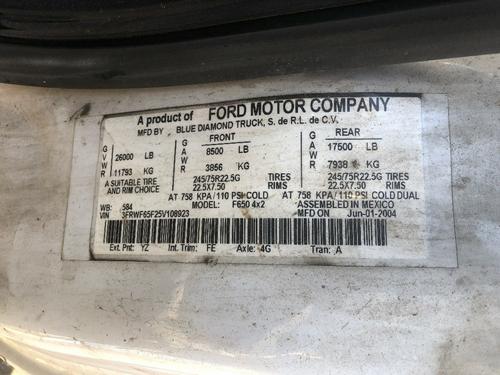 A product of FORD MOTOR COMPANY
MFD BY BLUE DIAMOND TRUCK, S. de R.L. de C.V.
FRONT REAR
GVWR 26000 LB GAWR 8500 LB GAWR 17500 LB
11793 KG 3856 KG 7938 KG
A SUITABLE TIRE 245/75R22.5G TIRES 245/75R22.5G TIRES
AND RIM CHOICE 22.5X7.50 RIMS 22.5X7.50 RIMS
AT 758 KPA/110 PSI COLD AT 758 KPA/110 PSI COLD DUAL
WB: 584 MODEL: F650 4x2 ASSEMBLED IN MEXICO
VIN 3FRWF65F25V108923 MFD ON Jun-01-2004
Ext. Pnt: YZ Int. Trim: FE Axle: 4G Tran: A